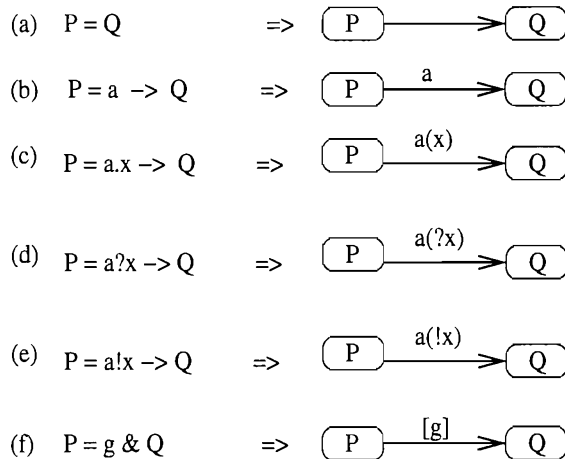 (a) P = Q => P Q
(b) P = a -> Q => P a Q
(c) P = a.x -> Q => P a(x) Q
(d) P = a?x -> Q => P a(?x) Q
(e) P = a!x -> Q => P a(!x) Q
(f) P = g & Q => P [g] Q